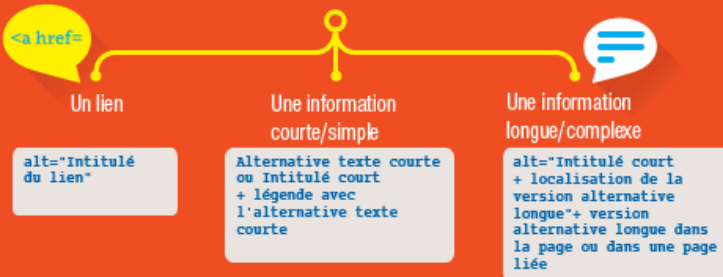 <a href=
Un lien
alt="Intitulé
du lien"
Une information
courte/simple
Alternative texte courte
ou Intitulé court
+ légende avec
l'alternative texte
courte
Une information
longue/complexe
alt="Intitulé court
+ localisation de la
version alternative
longue"+ version
alternative longue dans
la page ou dans une page
liée